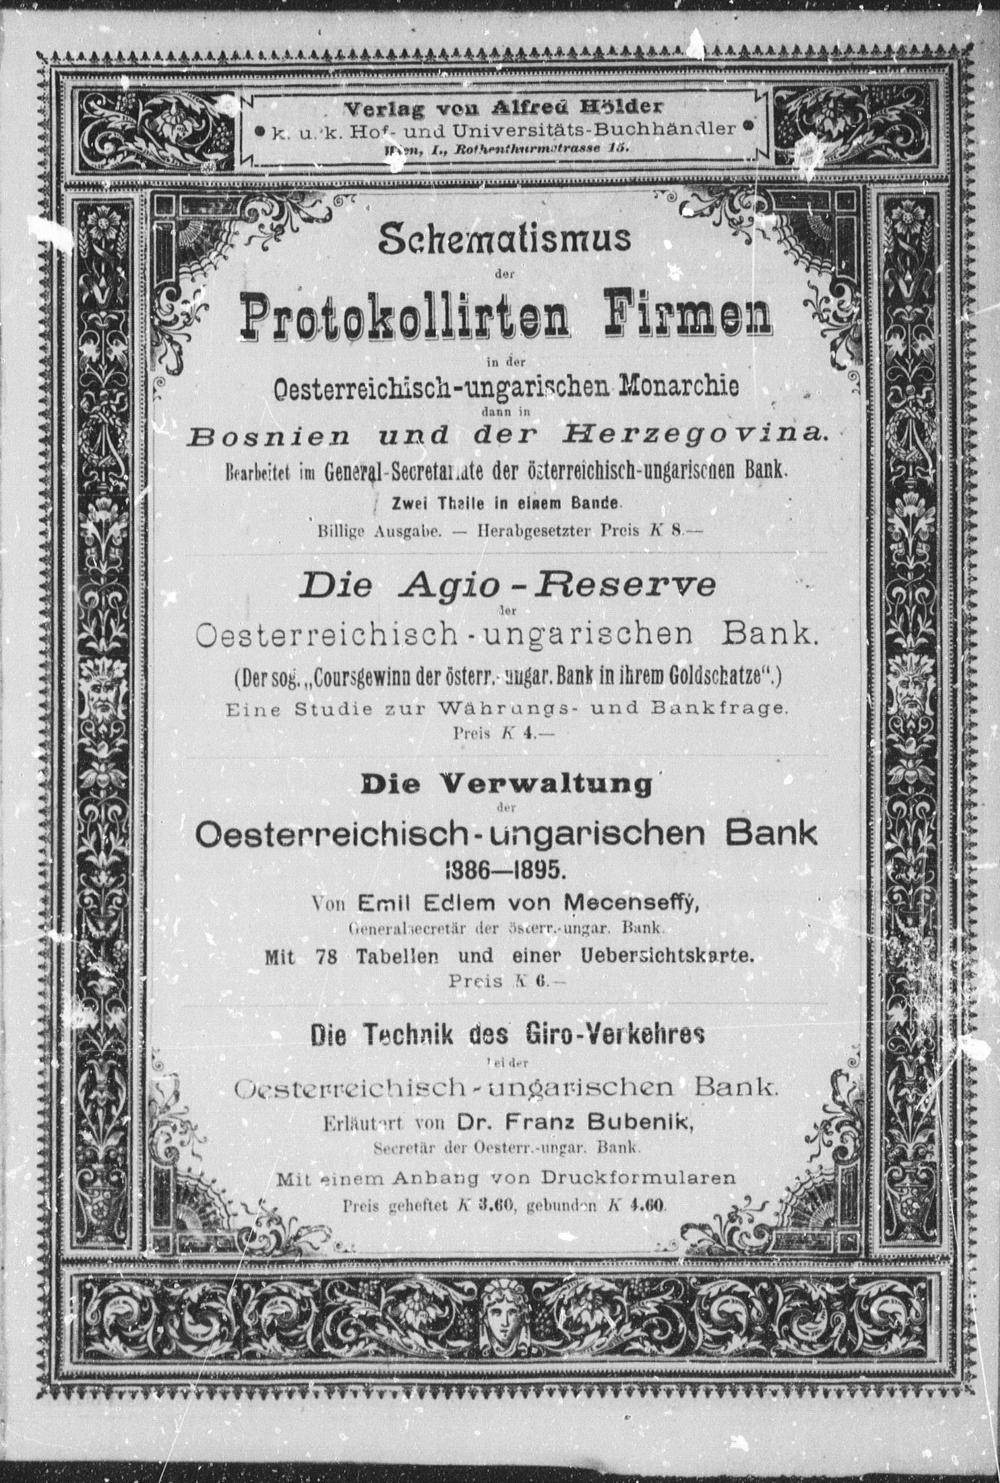 Verlag von Alfred Hölder
k. u. k. Hof- und Universitäts-Buchhändler
Wien, I., Rothenthurmstrasse 15.
Schematismus
der
Protokollirten Firmen
in der
Oesterreichisch-ungarischen Monarchie
dann in
Bosnien und der Herzegovina.
Bearbeitet im General-Secretariate der österreichisch-ungarischen Bank.
Zwei Theile in einem Bande.
Billige Ausgabe. — Herabgesetzter Preis K 8.—
Die Agio-Reserve
der
Oesterreichisch-ungarischen Bank.
(Der sog. „Coursgewinn der österr.-ungar. Bank in ihrem Goldschatze“.)
Eine Studie zur Währungs- und Bankfrage.
Preis K 4.—
Die Verwaltung
der
Oesterreichisch-ungarischen Bank
1886—1895.
Von Emil Edlem von Mecenseffy,
Generalsecretär der österr.-ungar. Bank.
Mit 78 Tabellen und einer Uebersichtskarte.
Preis K 6.—
Die Technik des Giro-Verkehres
bei der
Oesterreichisch-ungarischen Bank.
Erläutert von Dr. Franz Bubenik,
Secretär der Oesterr.-ungar. Bank.
Mit einem Anhang von Druckformularen
Preis geheftet K 3.60, gebunden K 4.60.